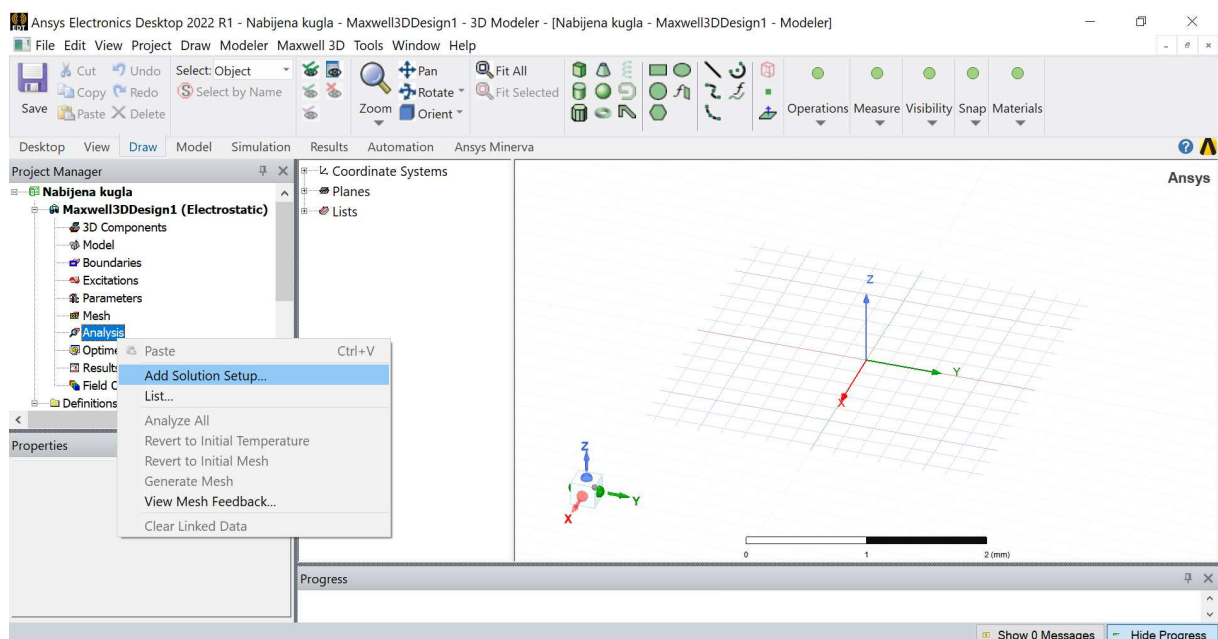 Ansys Electronics Desktop 2022 R1 - Nabijena kugla - Maxwell3DDesign1 - 3D Modeler - [Nabijena kugla - Maxwell3DDesign1 - Modeler]
File Edit View Project Draw Modeler Maxwell 3D Tools Window Help
Save
Cut Undo
Copy Redo
Paste Delete
Select: Object
Select by Name
Zoom
Pan
Rotate
Orient
Fit All
Fit Selected
Operations Measure Visibility Snap Materials
Desktop View Draw Model Simulation Results Automation Ansys Minerva
Project Manager
Nabijena kugla
Maxwell3DDesign1 (Electrostatic)
3D Components
Model
Boundaries
Excitations
Parameters
Mesh
Analysis
Optime
Results
Field O
Definitions
Paste Ctrl+V
Add Solution Setup...
List...
Analyze All
Revert to Initial Temperature
Revert to Initial Mesh
Generate Mesh
View Mesh Feedback...
Clear Linked Data
Properties
Coordinate Systems
Planes
Lists
Ansys
Z
Y
X
Z
Y
X
0 1 2 (mm)
Progress
Show 0 Messages Hide Progress